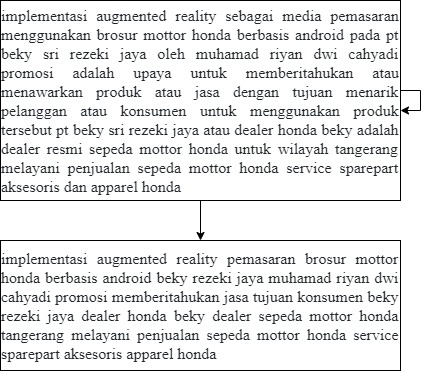 implementasi augmented reality sebagai media pemasaran
menggunakan brosur mottor honda berbasis android pada pt
beky sri rezeki jaya oleh muhamad riyan dwi cahyadi
promosi adalah upaya untuk memberitahukan atau
menawarkan produk atau jasa dengan tujuan menarik
pelanggan atau konsumen untuk menggunakan produk
tersebut pt beky sri rezeki jaya atau dealer honda beky adalah
dealer resmi sepeda mottor honda untuk wilayah tangerang
melayani penjualan sepeda mottor honda service sparepart
aksesoris dan apparel honda
implementasi augmented reality pemasaran brosur mottor
honda berbasis android beky rezeki jaya muhamad riyan dwi
cahyadi promosi memberitahukan jasa tujuan konsumen beky
rezeki jaya dealer honda beky dealer sepeda mottor honda
tangerang melayani penjualan sepeda mottor honda service
sparepart aksesoris apparel honda